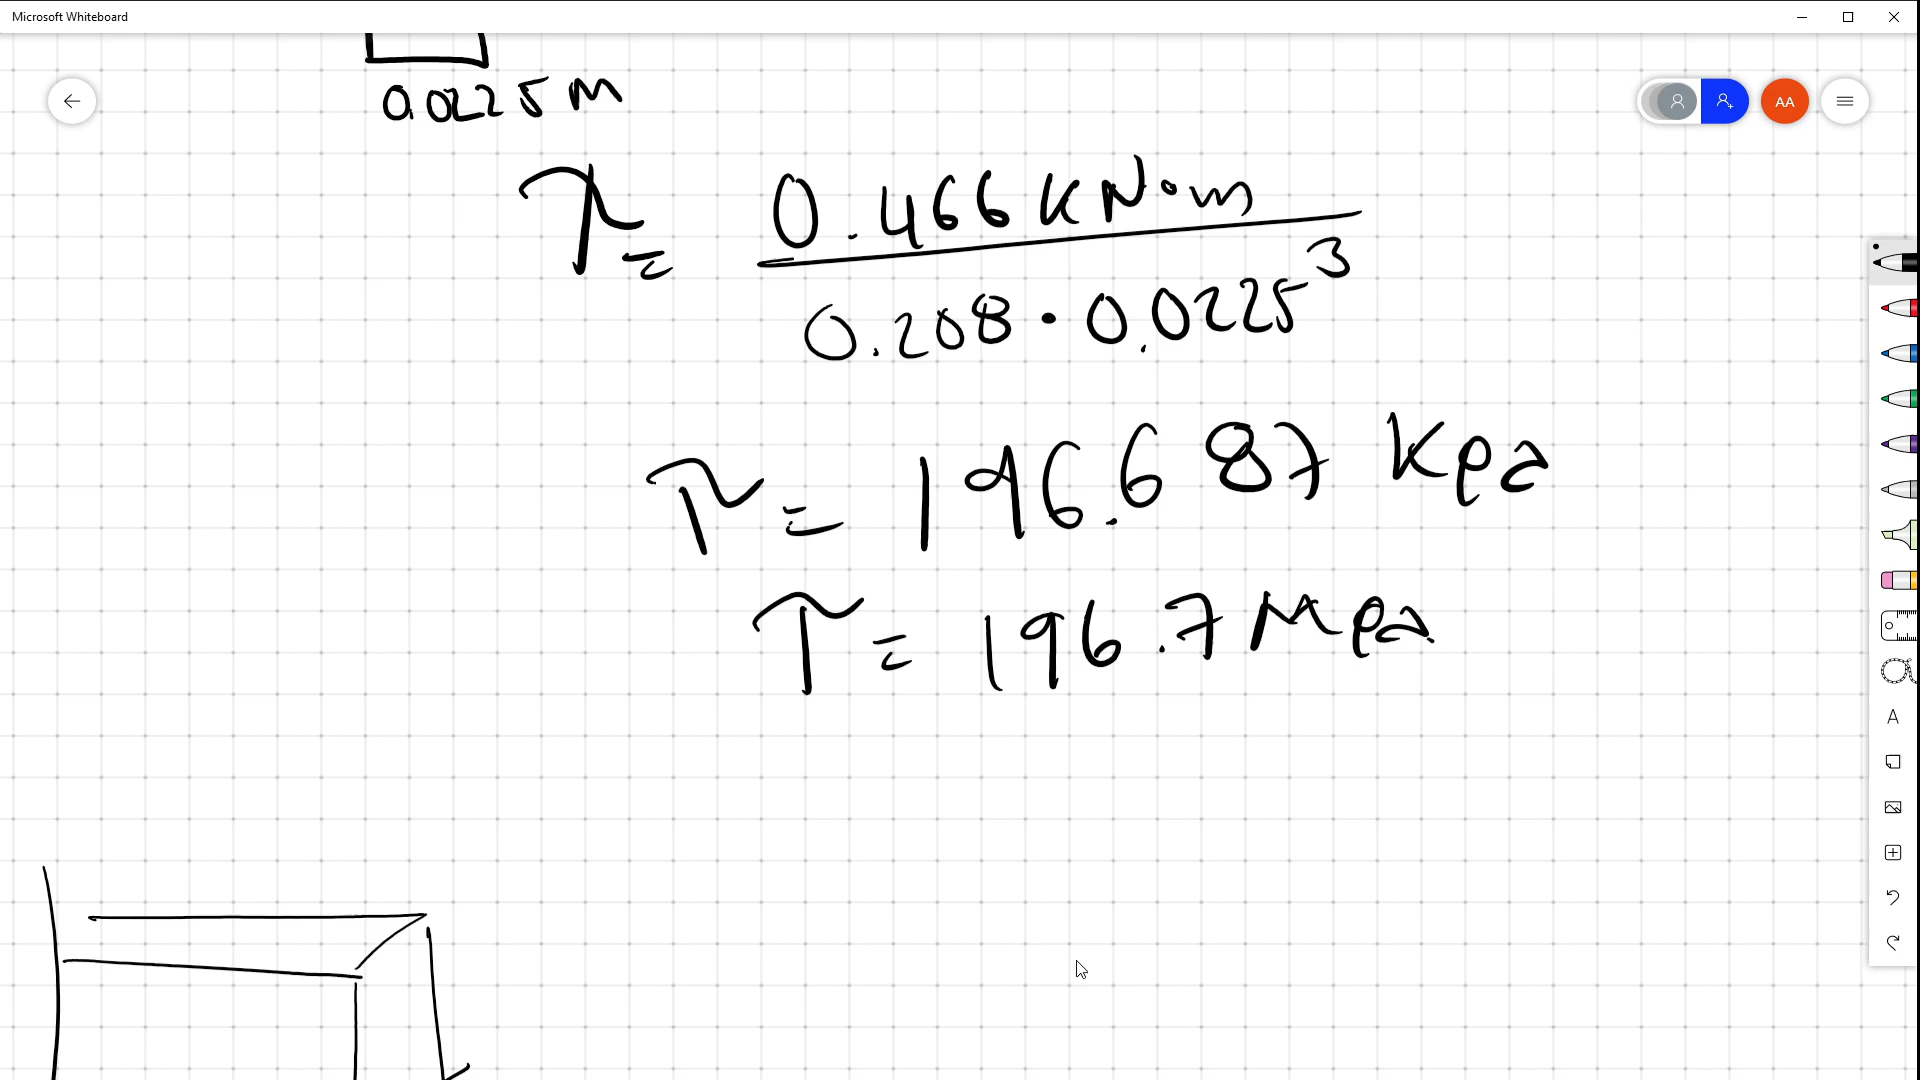 Microsoft Whiteboard
0.0225 m
AA
τ = 0.466 kN·m
0.208 · 0.0225³
τ = 196.687 Kpa
τ = 196.7 Mpa
A